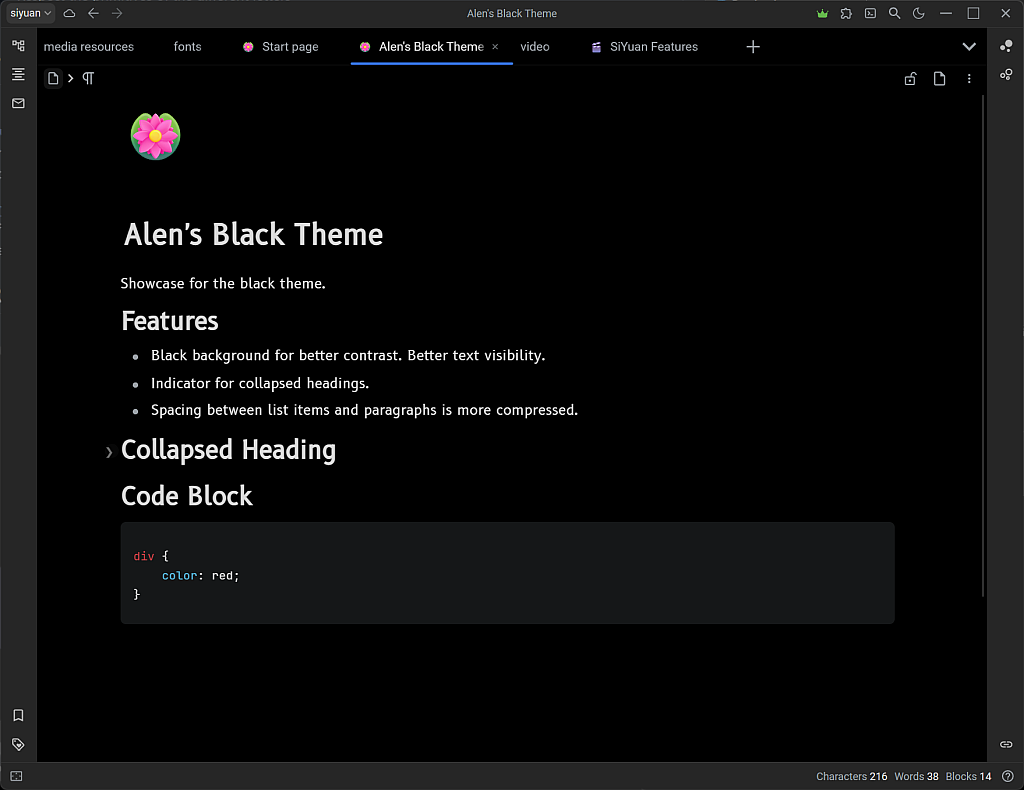 siyuan
Alen's Black Theme
media resources
fonts
Start page
Alen's Black Theme
video
SiYuan Features
Alen's Black Theme
Showcase for the black theme.
Features
Black background for better contrast. Better text visibility.
Indicator for collapsed headings.
Spacing between list items and paragraphs is more compressed.
Collapsed Heading
Code Block
div {
    color: red;
}
Characters 216 Words 38 Blocks 14